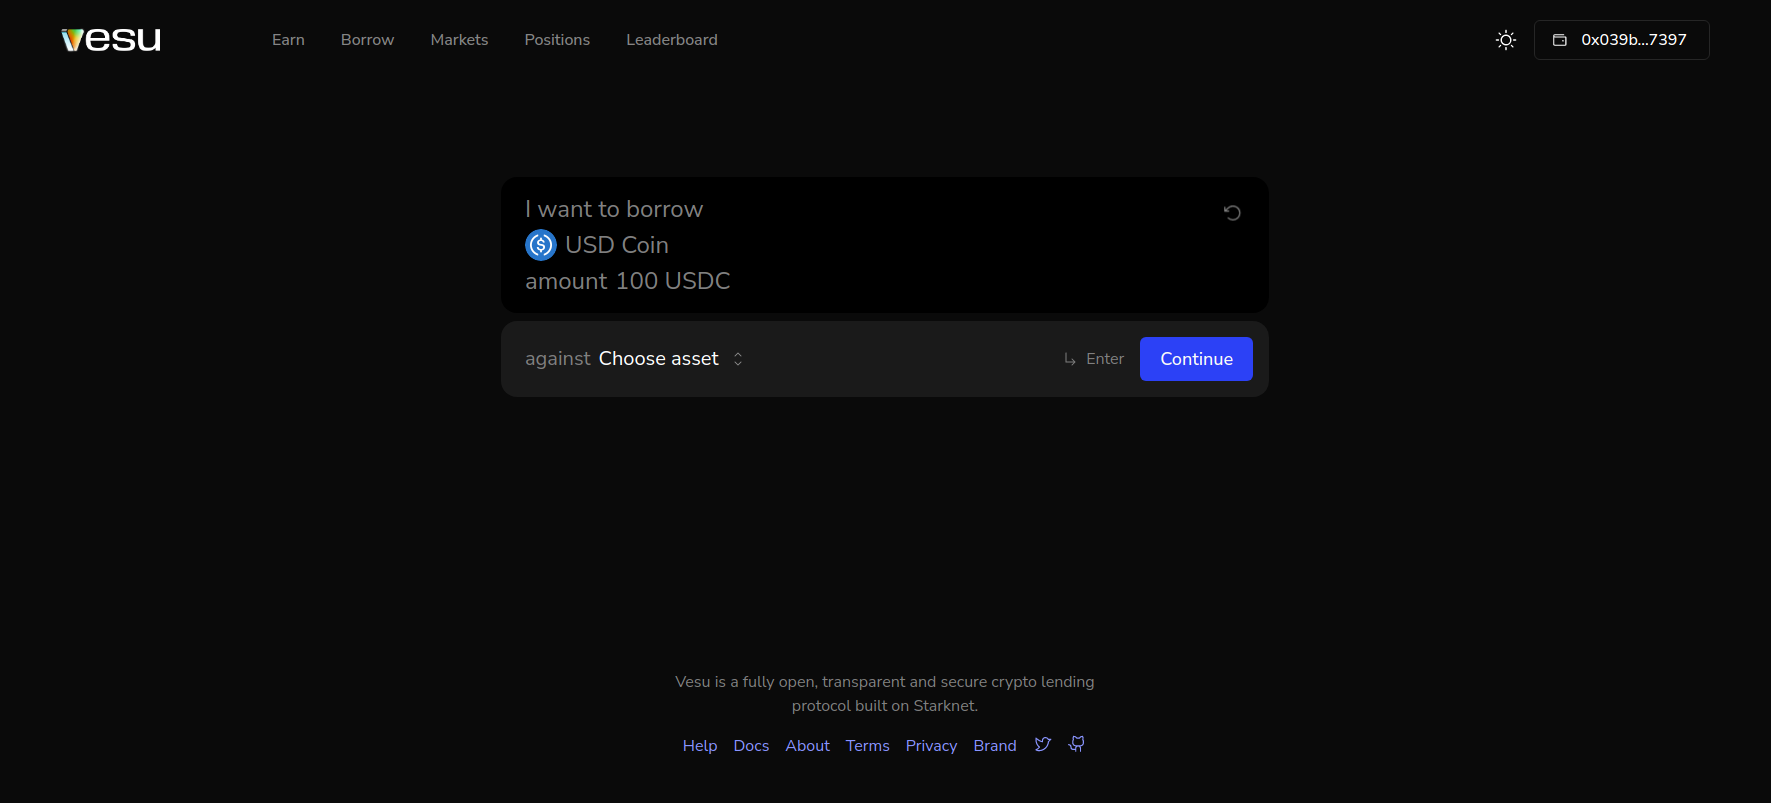 vesu
Earn Borrow Markets Positions Leaderboard
0x039b...7397
I want to borrow
USD Coin
amount 100 USDC
against Choose asset
Enter Continue
Vesu is a fully open, transparent and secure crypto lending
protocol built on Starknet.
Help Docs About Terms Privacy Brand